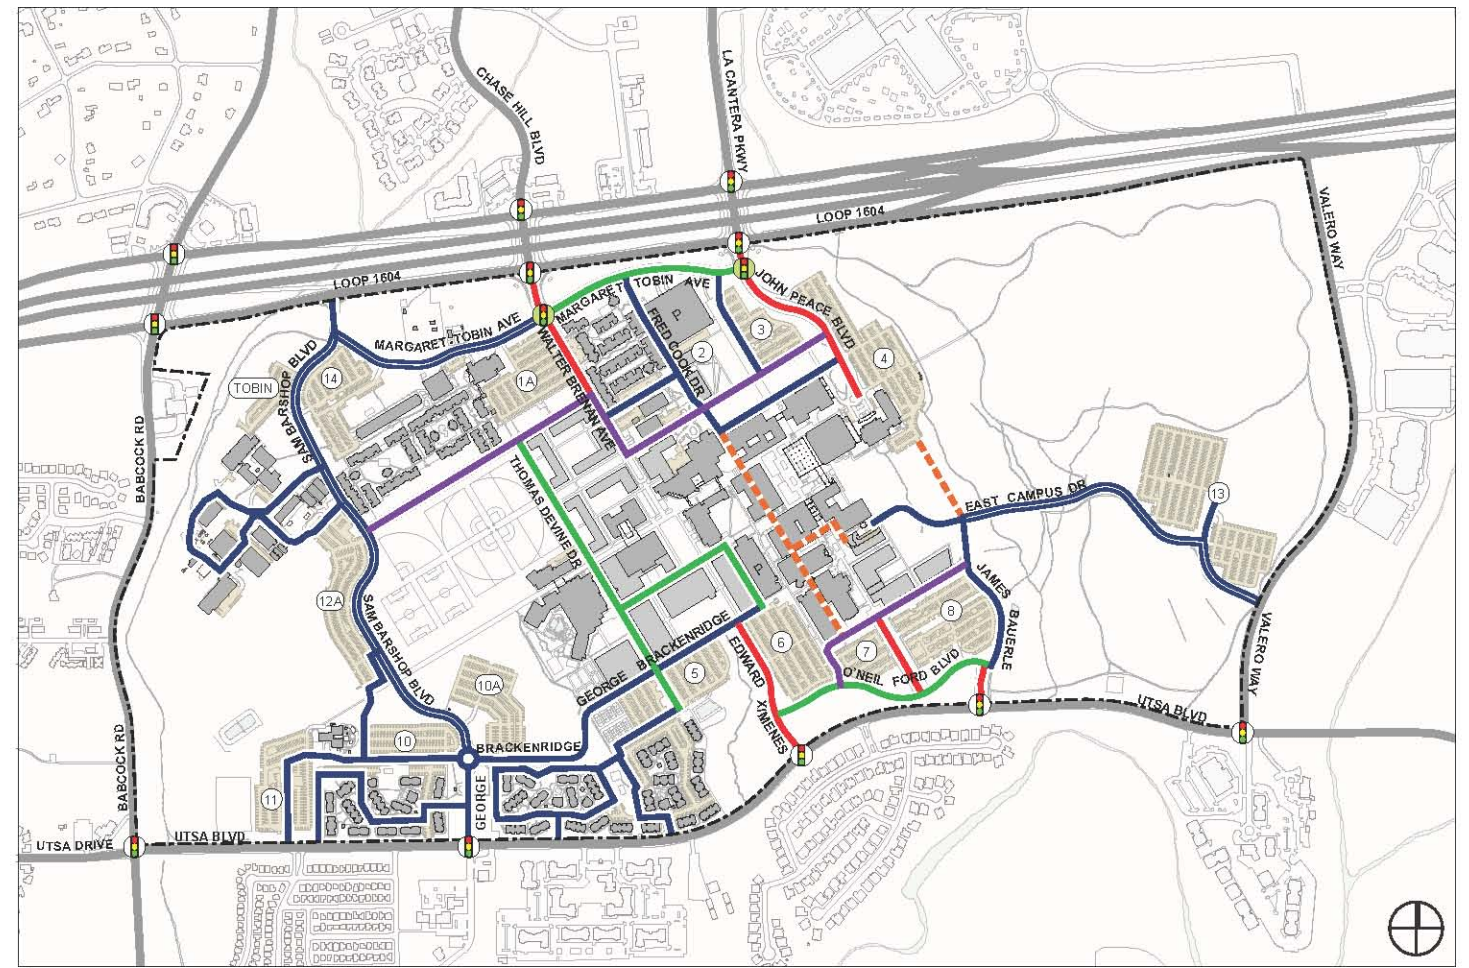 CHASE HILL BLVD
LA CANTERA PKWY
LOOP 1604
VALERO WAY
LOOP 1604
JOHN PEACE BLVD
MARGARET TOBIN AVE
MARGARET TOBIN AVE
P
FRED COOK DR
3
2
4
WALTER BRENAN AVE
1A
14
TOBIN
SAM BARSHOP BLVD
BABCOCK RD
THOMAS DEVINE DR
EAST CAMPUS DR
13
P
JAMES BAUERLE
12A
SAM BARSHOP BLVD
8
GEORGE BRACKENRIDGE
6
7
EDWARD XIMENES
O'NEIL FORD BLVD
5
VALERO WAY
10A
UTSA BLVD
10
BRACKENRIDGE
BABCOCK RD
GEORGE
11
UTSA DRIVE
UTSA BLVD